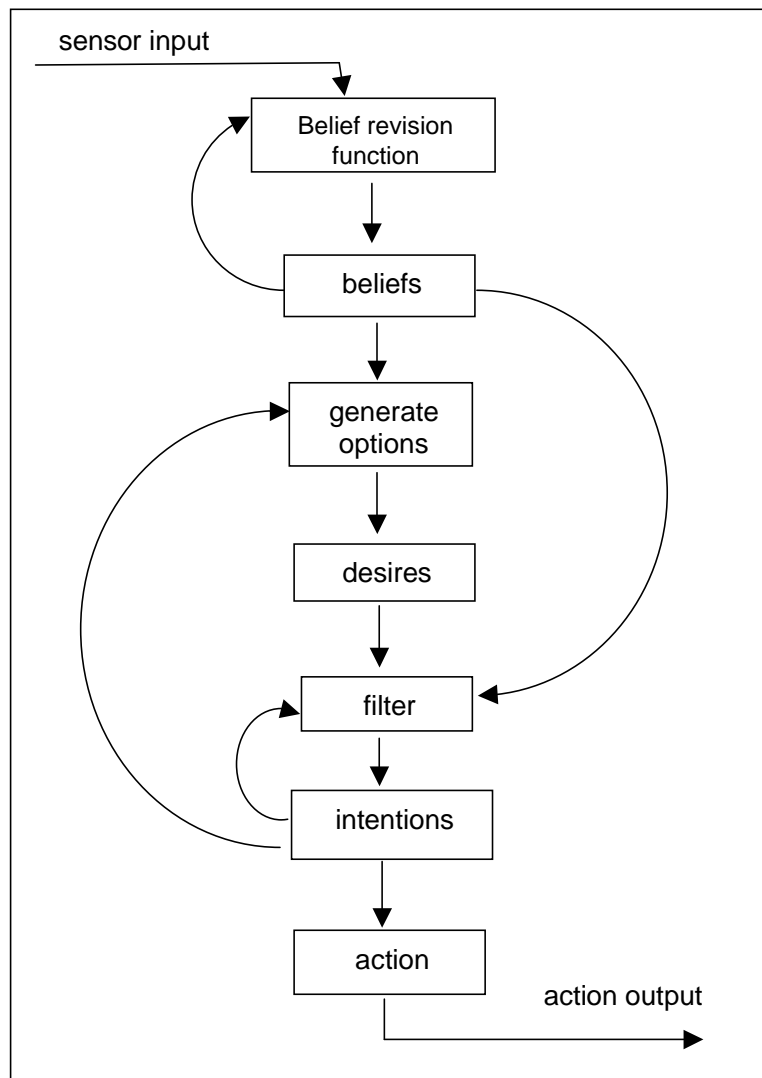 sensor input
Belief revision
function
beliefs
generate
options
desires
filter
intentions
action
action output